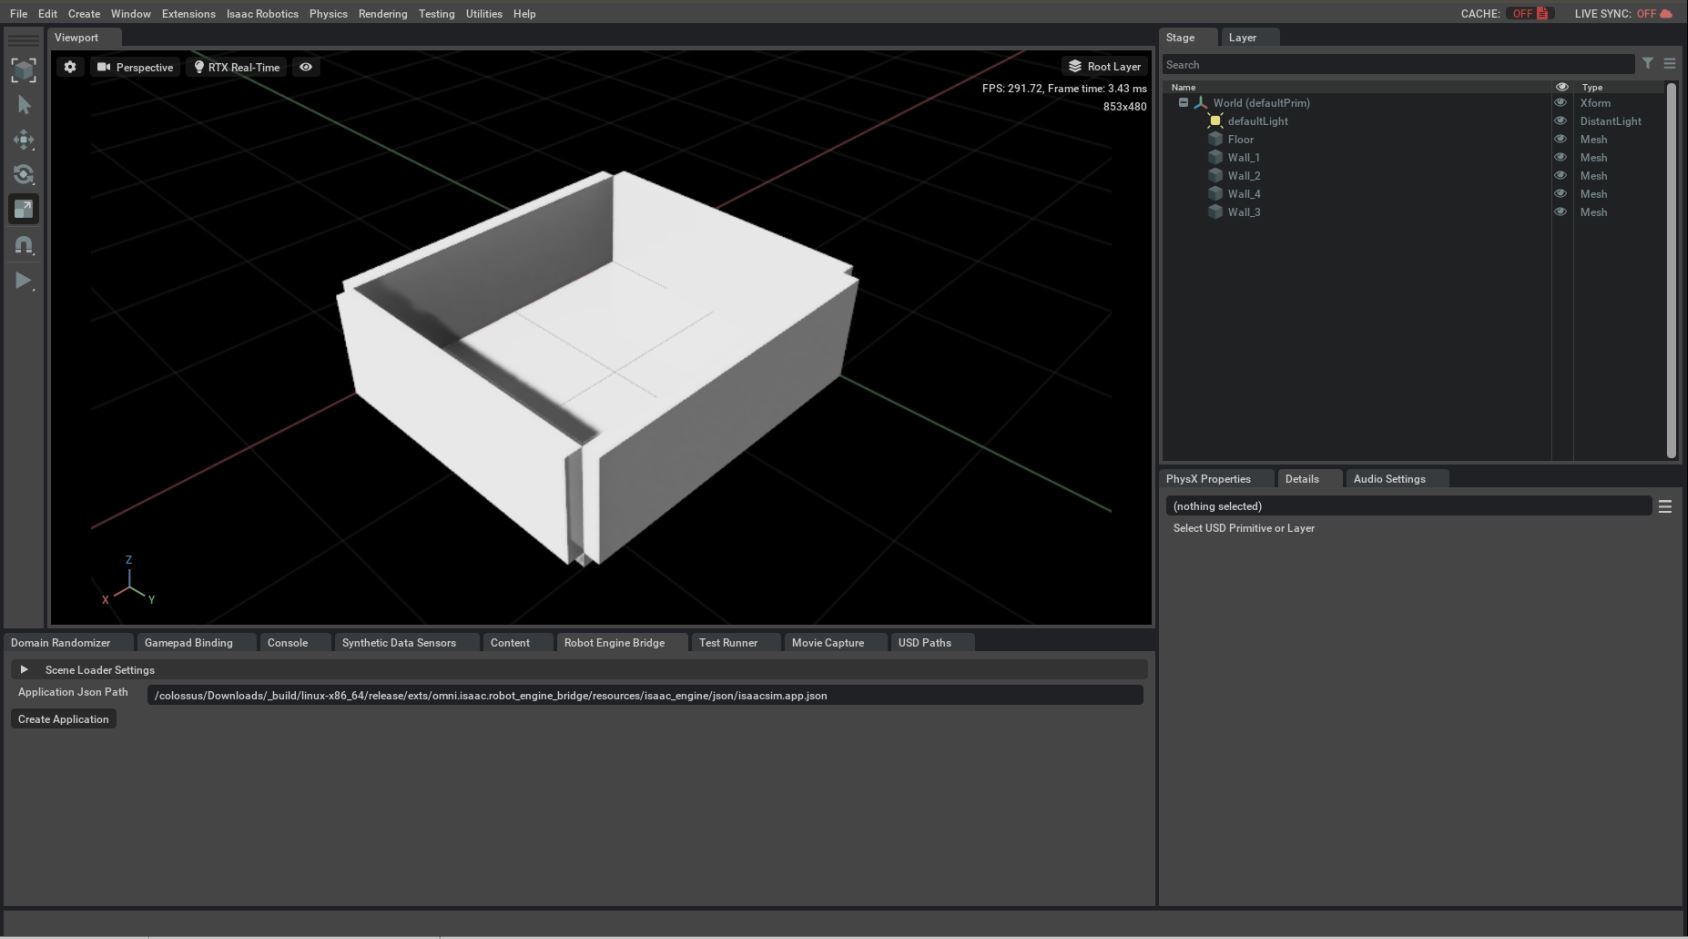 File Edit Create Window Extensions Isaac Robotics Physics Rendering Testing Utilities Help
CACHE: OFF LIVE SYNC: OFF
Viewport
Perspective RTX Real-Time
Root Layer
FPS: 291.72, Frame time: 3.43 ms
853x480
Z
X
Y
Stage Layer
Search
Name Type
World (defaultPrim) Xform
defaultLight DistantLight
Floor Mesh
Wall_1 Mesh
Wall_2 Mesh
Wall_4 Mesh
Wall_3 Mesh
PhysX Properties Details Audio Settings
(nothing selected)
Select USD Primitive or Layer
Domain Randomizer Gamepad Binding Console Synthetic Data Sensors Content Robot Engine Bridge Test Runner Movie Capture USD Paths
Scene Loader Settings
Application Json Path /colossus/Downloads/_build/linux-x86_64/release/exts/omni.isaac.robot_engine_bridge/resources/isaac_engine/json/isaacsim.app.json
Create Application